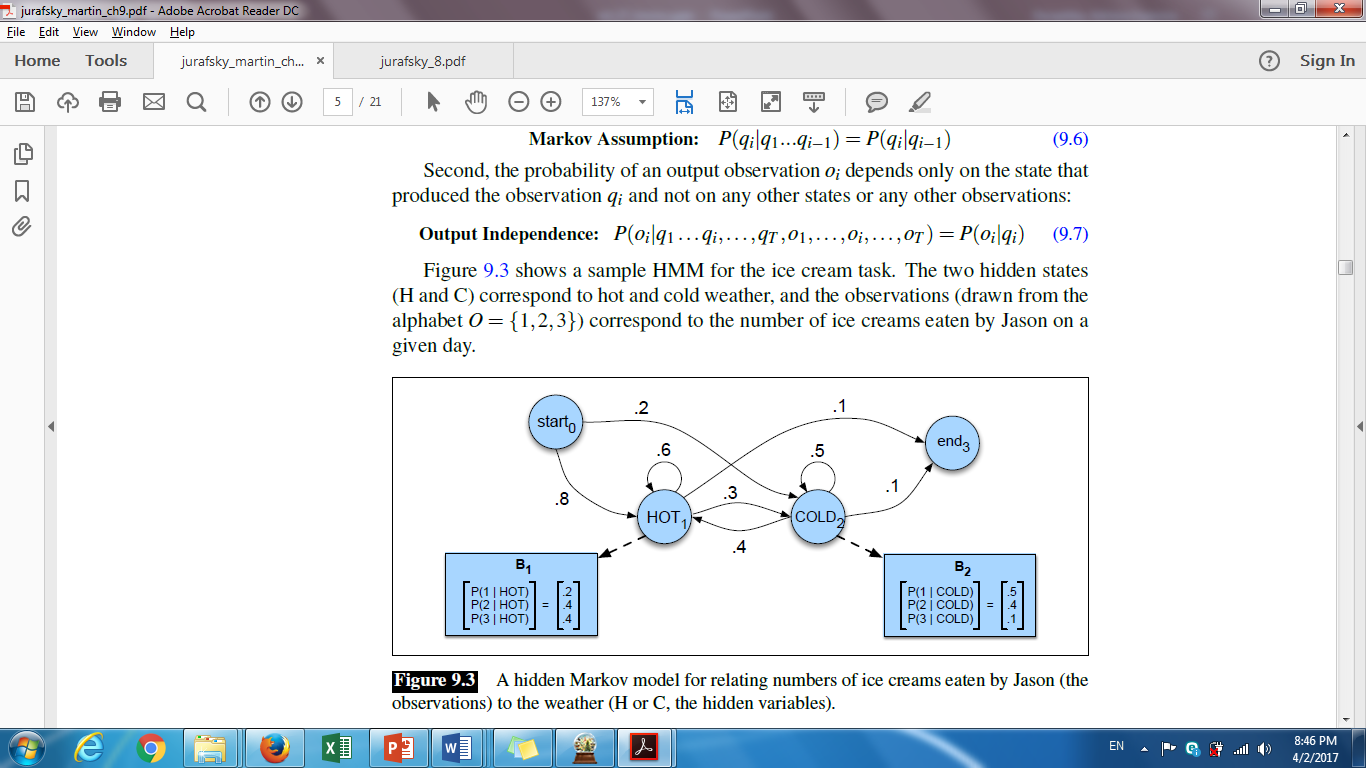 jurafsky_martin_ch9.pdf - Adobe Acrobat Reader DC
File Edit View Window Help
Home Tools jurafsky_martin_ch... × jurafsky_8.pdf ? Sign In
5 / 21 137%
Markov Assumption: P(qi|q1...qi−1) = P(qi|qi−1) (9.6)
Second, the probability of an output observation oi depends only on the state that
produced the observation qi and not on any other states or any other observations:
Output Independence: P(oi|q1 ...qi,...,qT,o1,...,oi,...,oT) = P(oi|qi) (9.7)
Figure 9.3 shows a sample HMM for the ice cream task. The two hidden states
(H and C) correspond to hot and cold weather, and the observations (drawn from the
alphabet O = {1,2,3}) correspond to the number of ice creams eaten by Jason on a
given day.
.2
.1
start0
end3
.6
.5
.8
.3
.1
HOT1
COLD2
.4
B1
P(1 | HOT) .2
P(2 | HOT) = .4
P(3 | HOT) .4
B2
P(1 | COLD) .5
P(2 | COLD) = .4
P(3 | COLD) .1
Figure 9.3 A hidden Markov model for relating numbers of ice creams eaten by Jason (the
observations) to the weather (H or C, the hidden variables).
EN
8:46 PM
4/2/2017